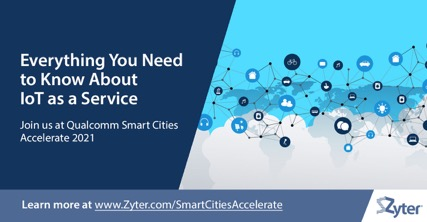 Everything You Need
to Know About
IoT as a Service
Join us at Qualcomm Smart Cities
Accelerate 2021
Learn more at www.Zyter.com/SmartCitiesAccelerate
Zyter